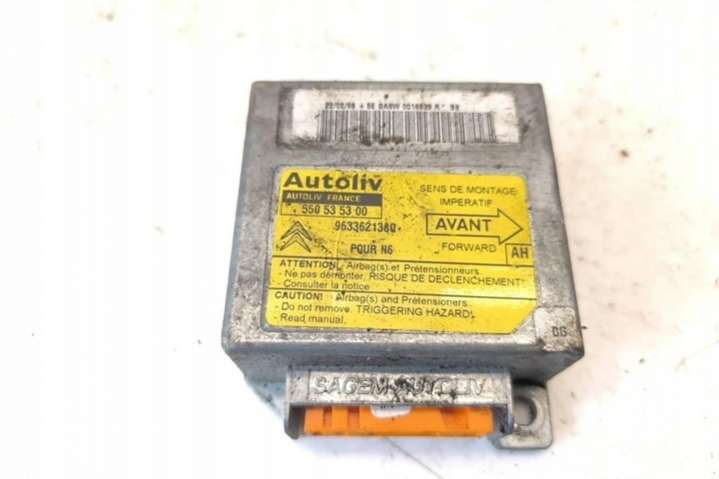 Autoliv
AUTOLIV FRANCE
550 53 53 00
9633621380
POUR N6
SENS DE MONTAGE
IMPERATIF
AVANT
FORWARD
AH
ATTENTION: Airbag(s) et Prétensionneurs
- Ne pas démonter, RISQUE DE DECLENCHEMENT
- Consulter la notice
CAUTION: Airbag(s) and Pretensioners
- Do not remove. TRIGGERING HAZARD!
- Read manual.
SAGEM AUTOLIV